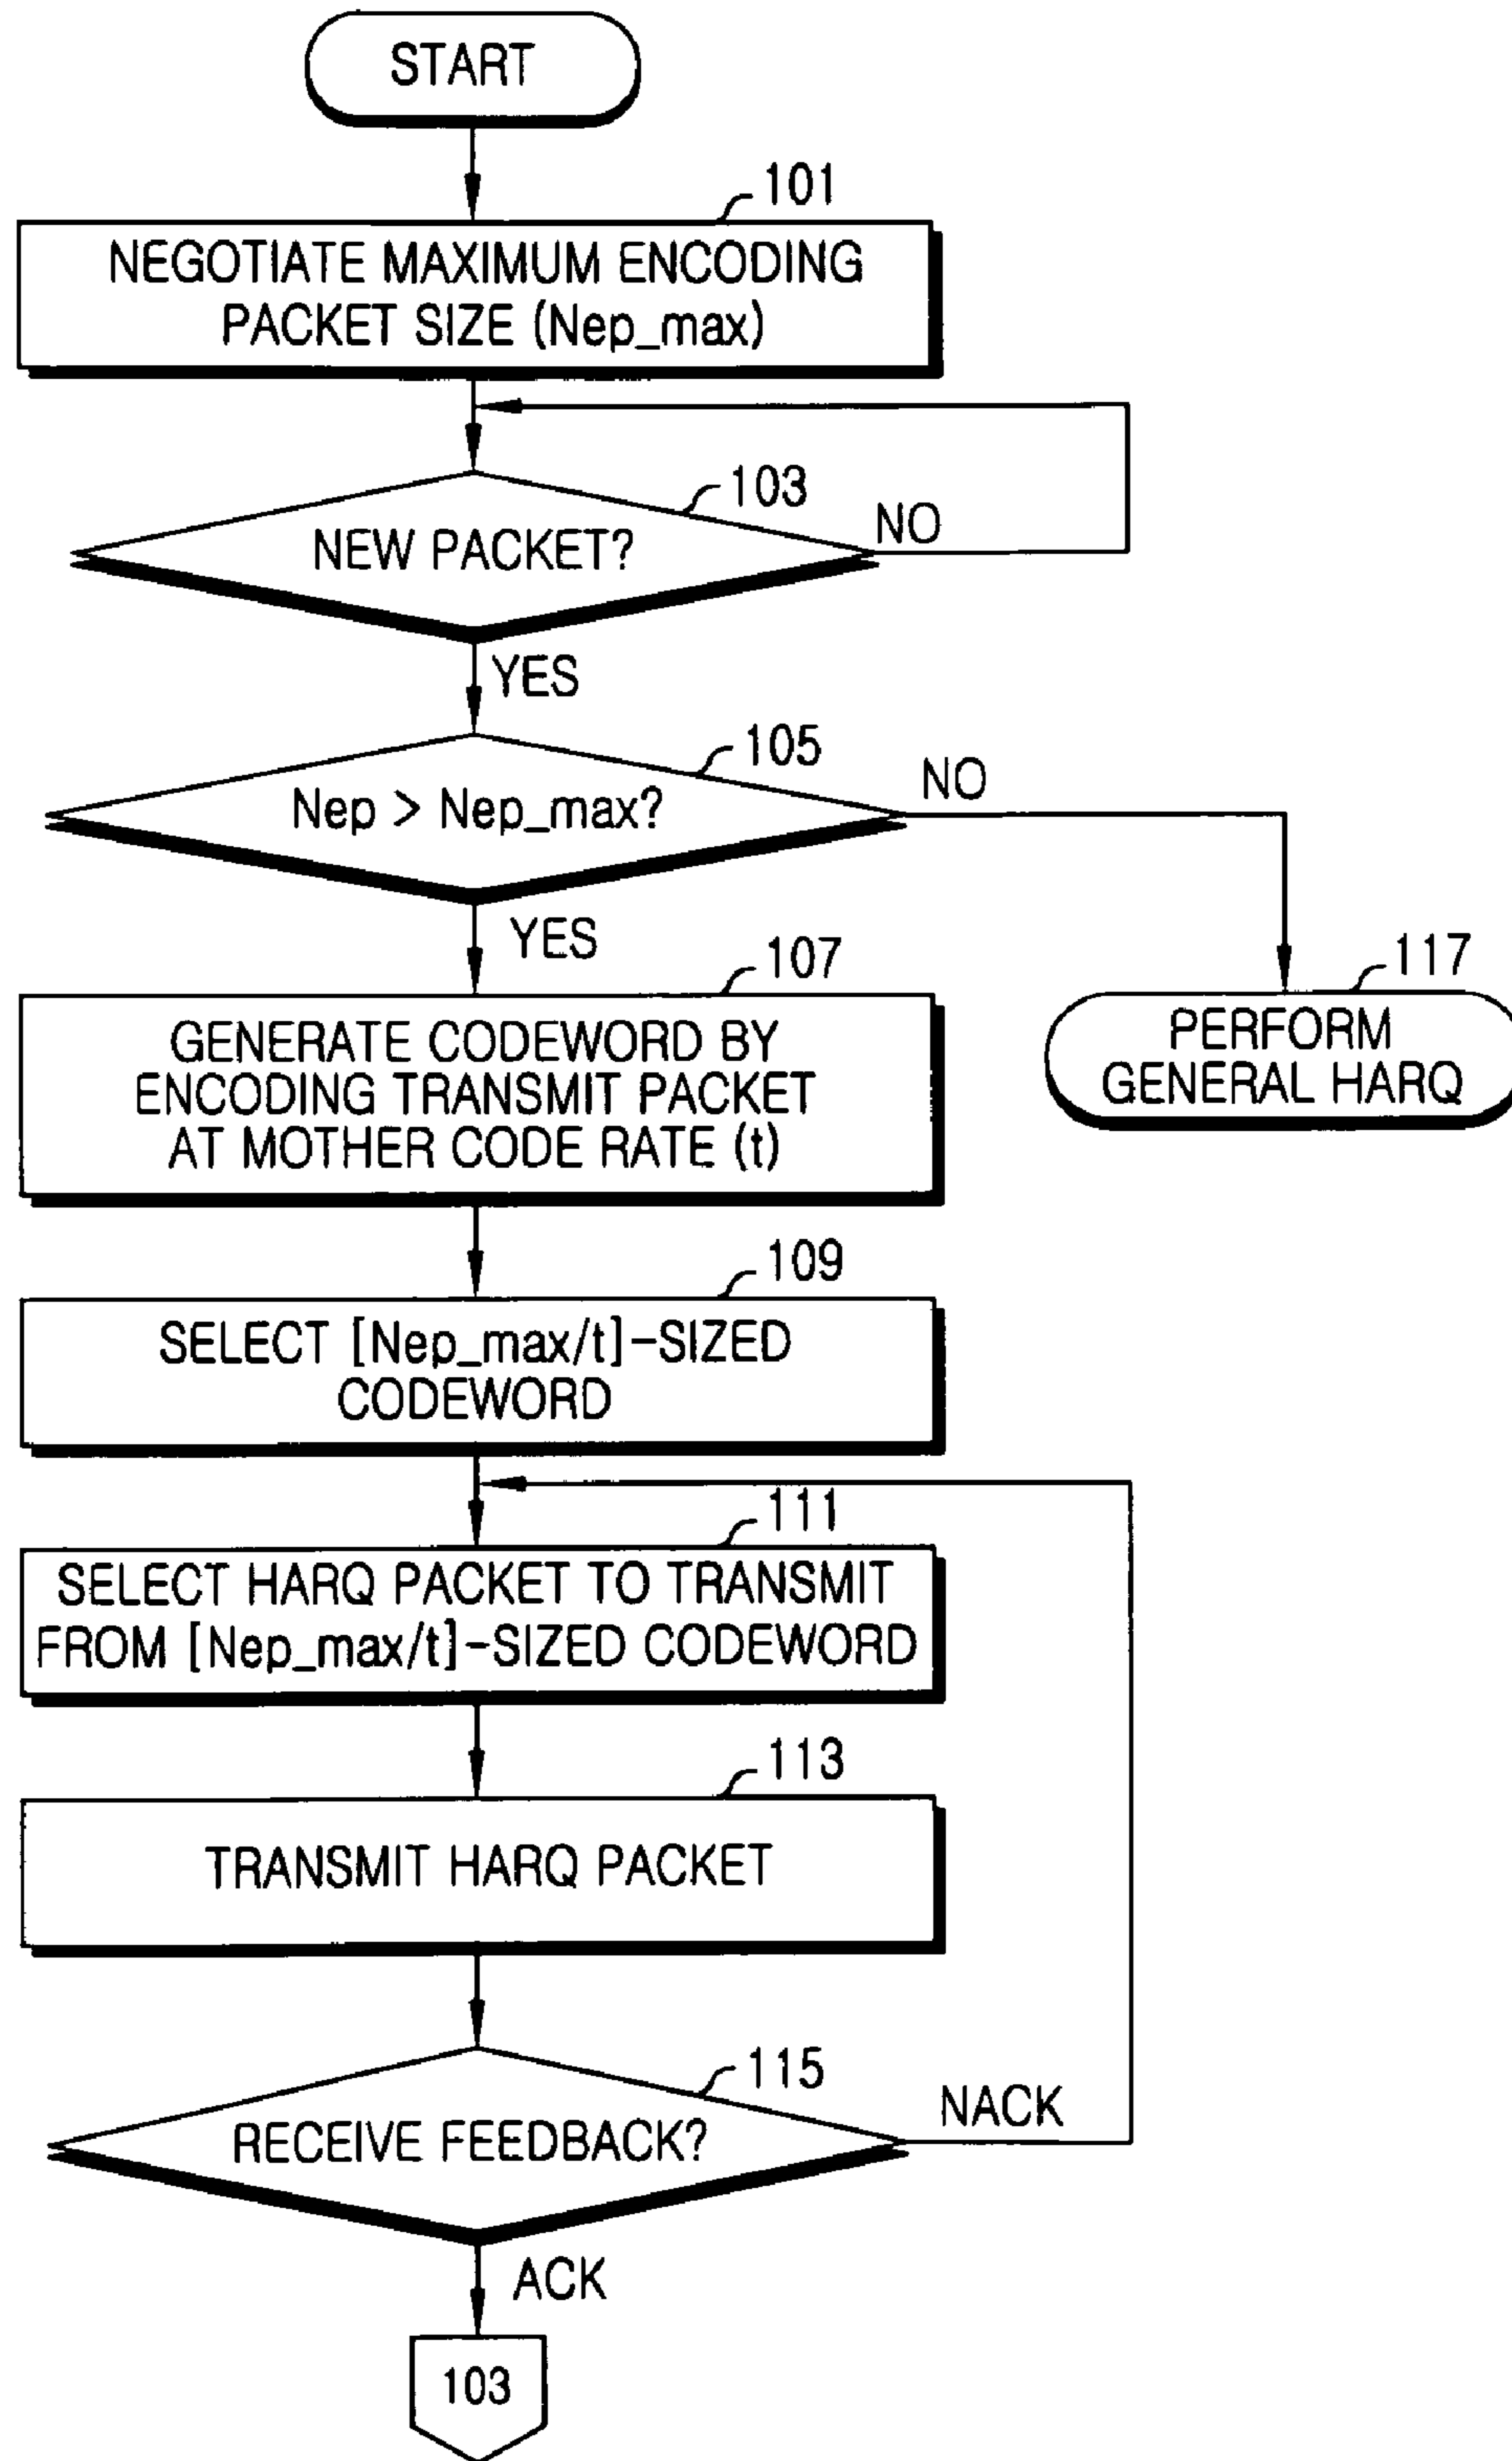 START
101
NEGOTIATE MAXIMUM ENCODING
PACKET SIZE (Nep_max)
103
NEW PACKET?
NO
YES
105
Nep > Nep_max?
NO
YES
107
GENERATE CODEWORD BY
ENCODING TRANSMIT PACKET
AT MOTHER CODE RATE (t)
117
PERFORM
GENERAL HARQ
109
SELECT [Nep_max/t]-SIZED
CODEWORD
111
SELECT HARQ PACKET TO TRANSMIT
FROM [Nep_max/t]-SIZED CODEWORD
113
TRANSMIT HARQ PACKET
115
RECEIVE FEEDBACK?
NACK
ACK
103